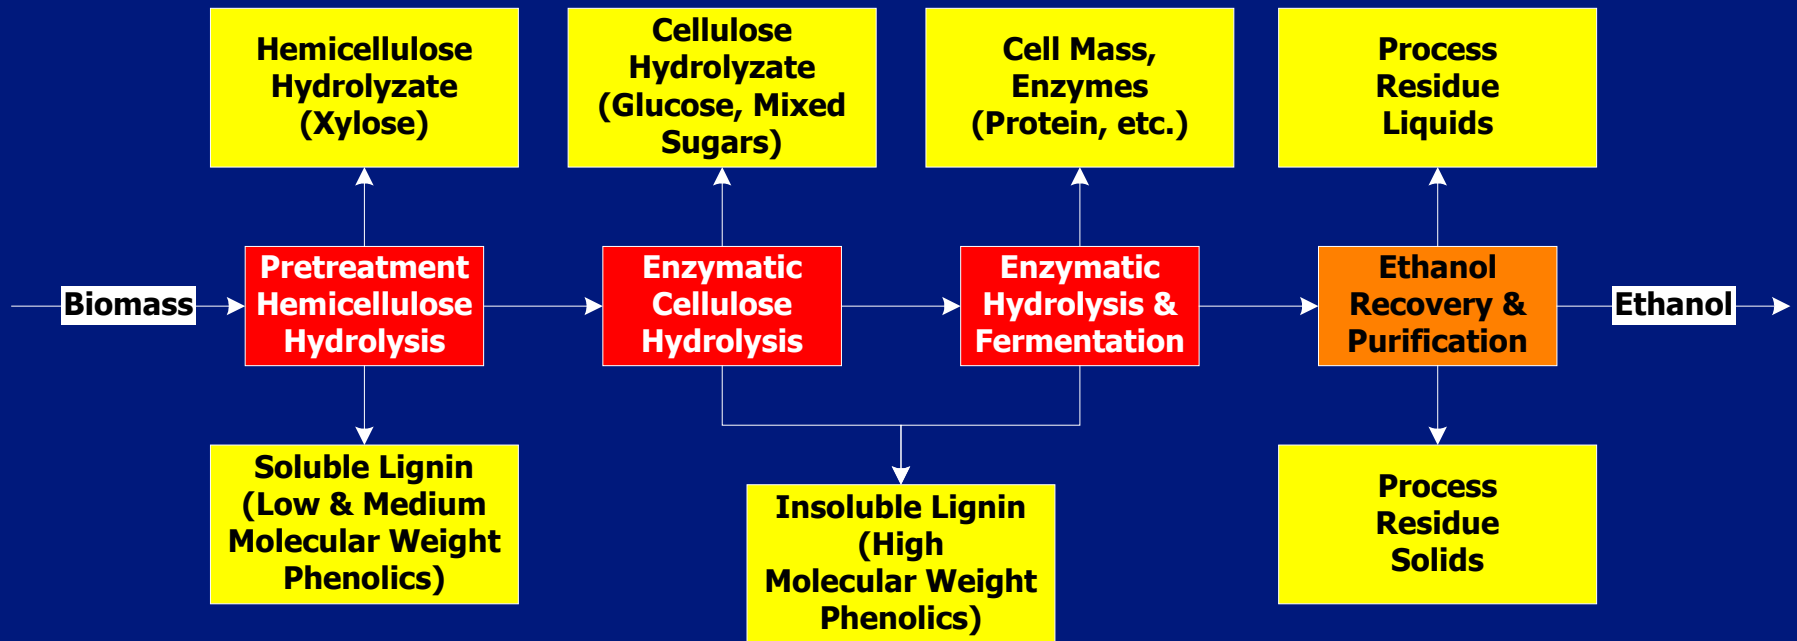 Hemicellulose
Hydrolyzate
(Xylose)
Cellulose
Hydrolyzate
(Glucose, Mixed
Sugars)
Cell Mass,
Enzymes
(Protein, etc.)
Process
Residue
Liquids
Biomass
Pretreatment
Hemicellulose
Hydrolysis
Enzymatic
Cellulose
Hydrolysis
Enzymatic
Hydrolysis &
Fermentation
Ethanol
Recovery &
Purification
Ethanol
Soluble Lignin
(Low & Medium
Molecular Weight
Phenolics)
Insoluble Lignin
(High
Molecular Weight
Phenolics)
Process
Residue
Solids